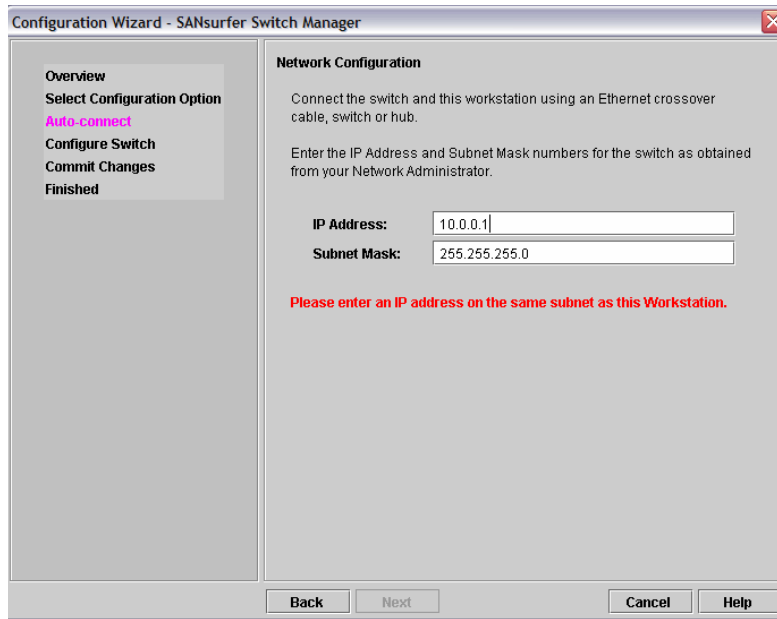 Configuration Wizard - SANsurfer Switch Manager
Overview
Select Configuration Option
Auto-connect
Configure Switch
Commit Changes
Finished
Network Configuration
Connect the switch and this workstation using an Ethernet crossover
cable, switch or hub.
Enter the IP Address and Subnet Mask numbers for the switch as obtained
from your Network Administrator.
IP Address: 10.0.0.1
Subnet Mask: 255.255.255.0
Please enter an IP address on the same subnet as this Workstation.
Back Next Cancel Help